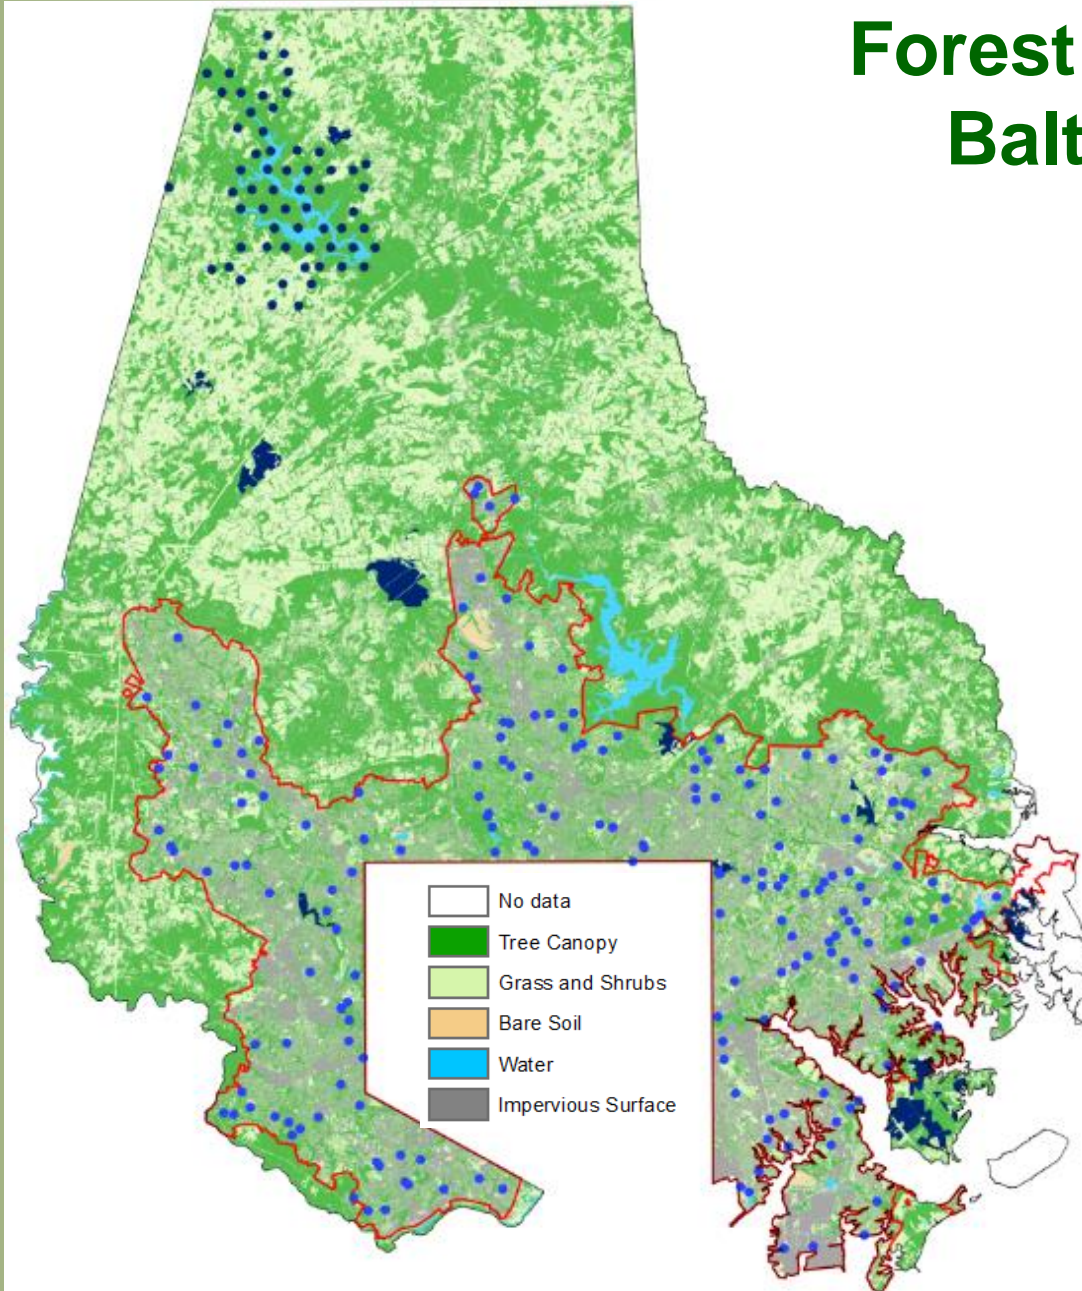 Forest
Balt
No data
Tree Canopy
Grass and Shrubs
Bare Soil
Water
Impervious Surface